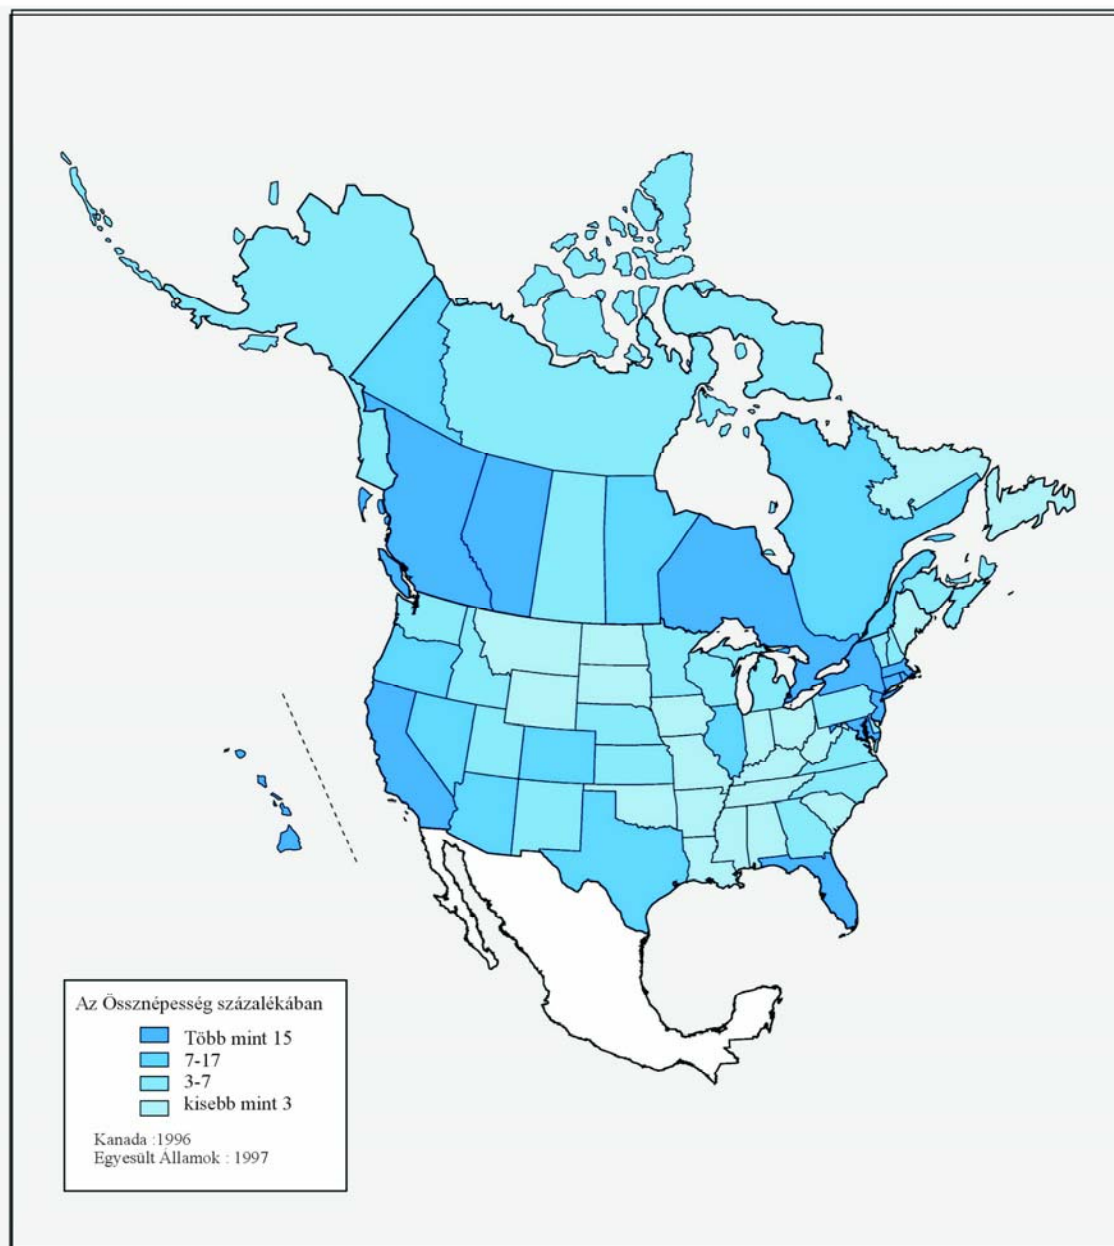 Az Össznépesség százalékában
Több mint 15
7-17
3-7
kisebb mint 3
Kanada :1996
Egyesült Államok : 1997